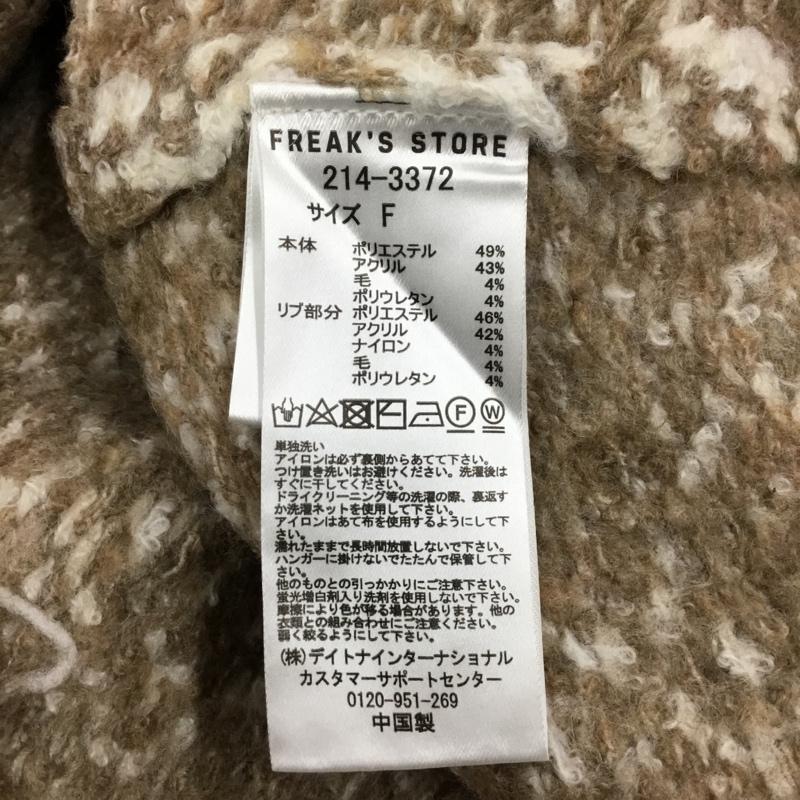 FREAK'S STORE
214-3372
サイズ F
本体 ポリエステル 49%
アクリル 43%
毛 4%
ポリウレタン 4%
リブ部分 ポリエステル 46%
アクリル 42%
ナイロン 4%
毛 4%
ポリウレタン 4%
F W
単独洗い
アイロンは必ず裏側からあてて下さい。
つけ置き洗いはお避けください。洗濯後は
すぐに干してください。
ドライクリーニング等の洗濯の際、裏返す
か洗濯ネットを使用して下さい。
アイロンはあて布を使用するようにして下
さい。
濡れたままで長時間放置しないで下さい。
ハンガーに掛けないでたたんで保管して下
さい。
他のものとの引っかかりにご注意下さい。
蛍光増白剤入り洗剤を使用しないで下さい。
摩擦により色が移る場合があります。他の
衣類との組み合わせにご注意ください。
弱く絞るようにして下さい。
(株)デイトナインターナショナル
カスタマーサポートセンター
0120-951-269
中国製